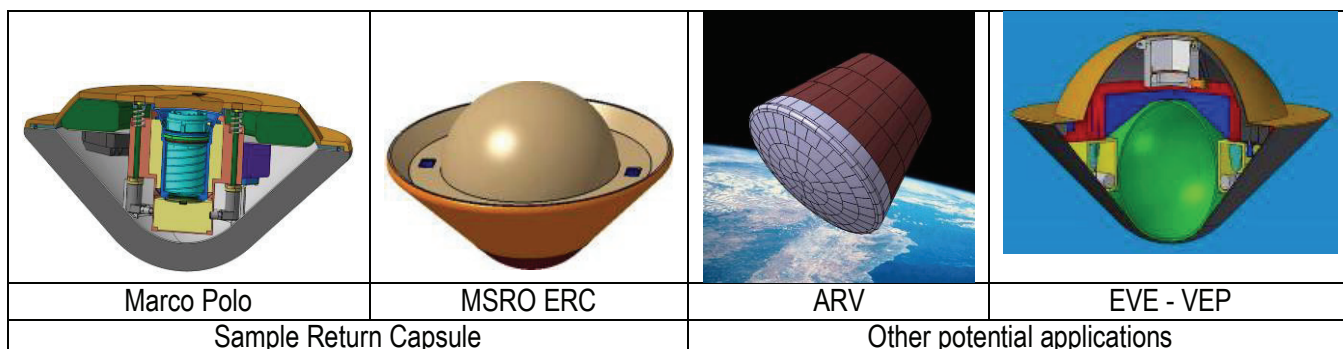 Marco Polo
MSRO ERC
ARV
EVE - VEP
Sample Return Capsule
Other potential applications